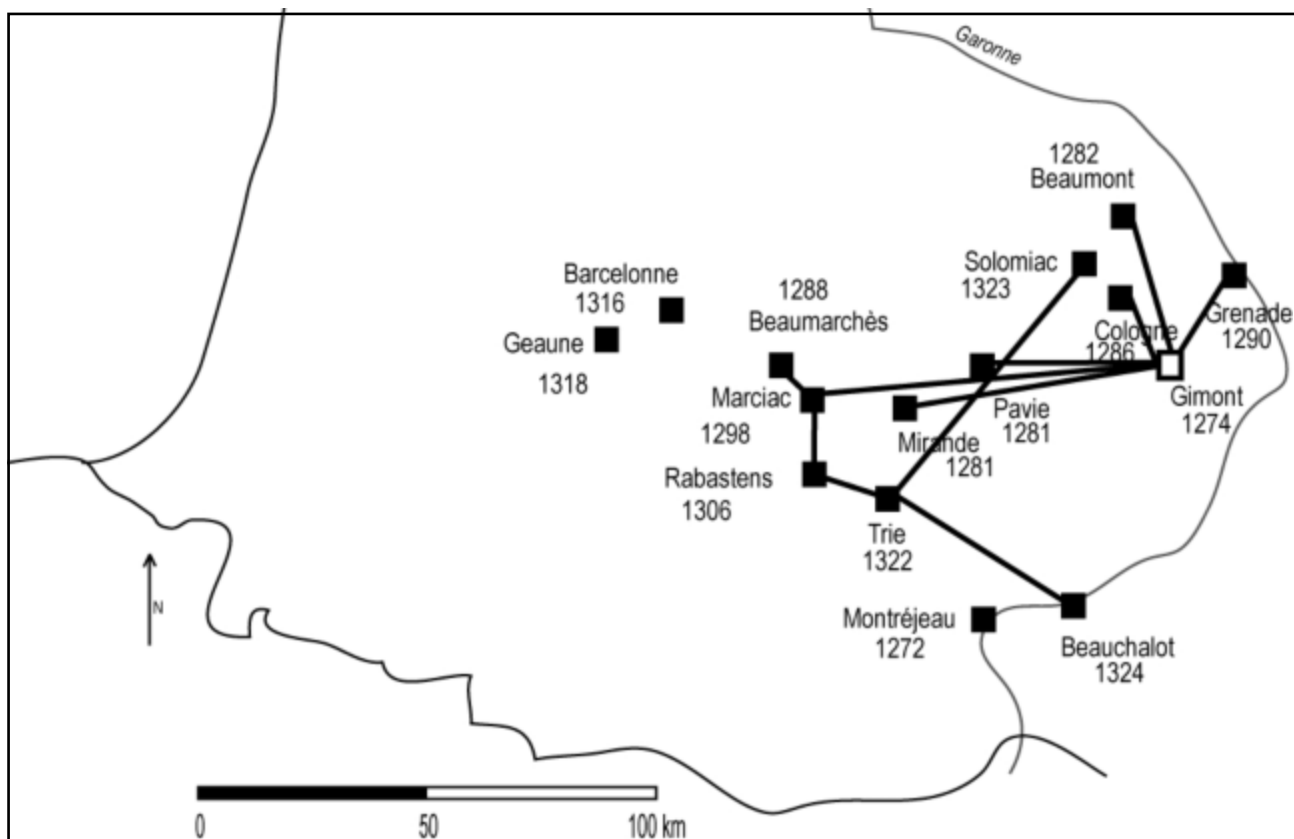 Garonne
1282
Beaumont
Solomiac
1323
Barcelonne
1316
1288
Beaumarchès
Geaune
1318
Cologne
1286
Grenade
1290
Gimont
1274
Marciac
1298
Pavie
1281
Mirande
1281
Rabastens
1306
Trie
1322
N
Montréjeau
1272
Beauchalot
1324
0
50
100 km